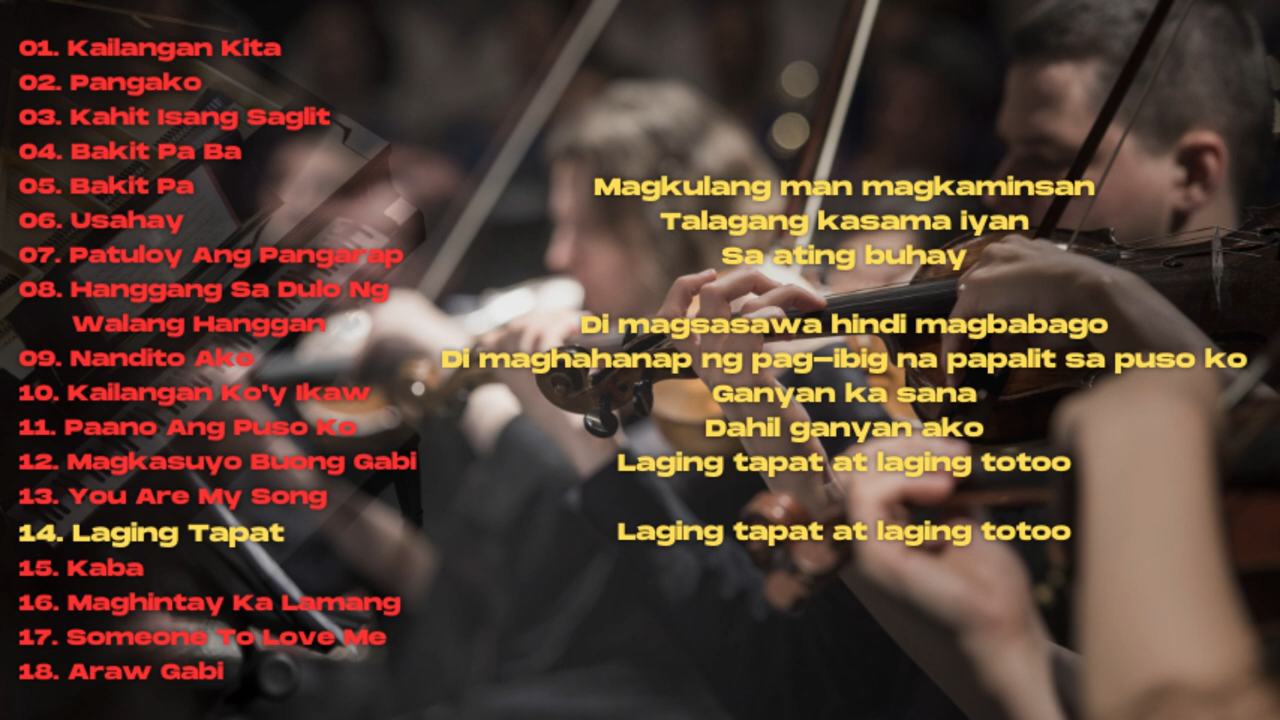 01. Kailangan Kita
02. Pangako
03. Kahit Isang Saglit
04. Bakit Pa Ba
05. Bakit Pa
06. Usahay
07. Patuloy Ang Pangarap
08. Hanggang Sa Dulo Ng
Walang Hanggan
09. Nandito Ako
10. Kailangan Ko'y Ikaw
11. Paano Ang Puso Ko
12. Magkasuyo Buong Gabi
13. You Are My Song
14. Laging Tapat
15. Kaba
16. Maghintay Ka Lamang
17. Someone To Love Me
18. Araw Gabi
Magkulang man magkaminsan
Talagang kasama iyan
Sa ating buhay
Di magsasawa hindi magbabago
Di maghahanap ng pag-ibig na papalit sa puso ko
Ganyan ka sana
Dahil ganyan ako
Laging tapat at laging totoo
Laging tapat at laging totoo